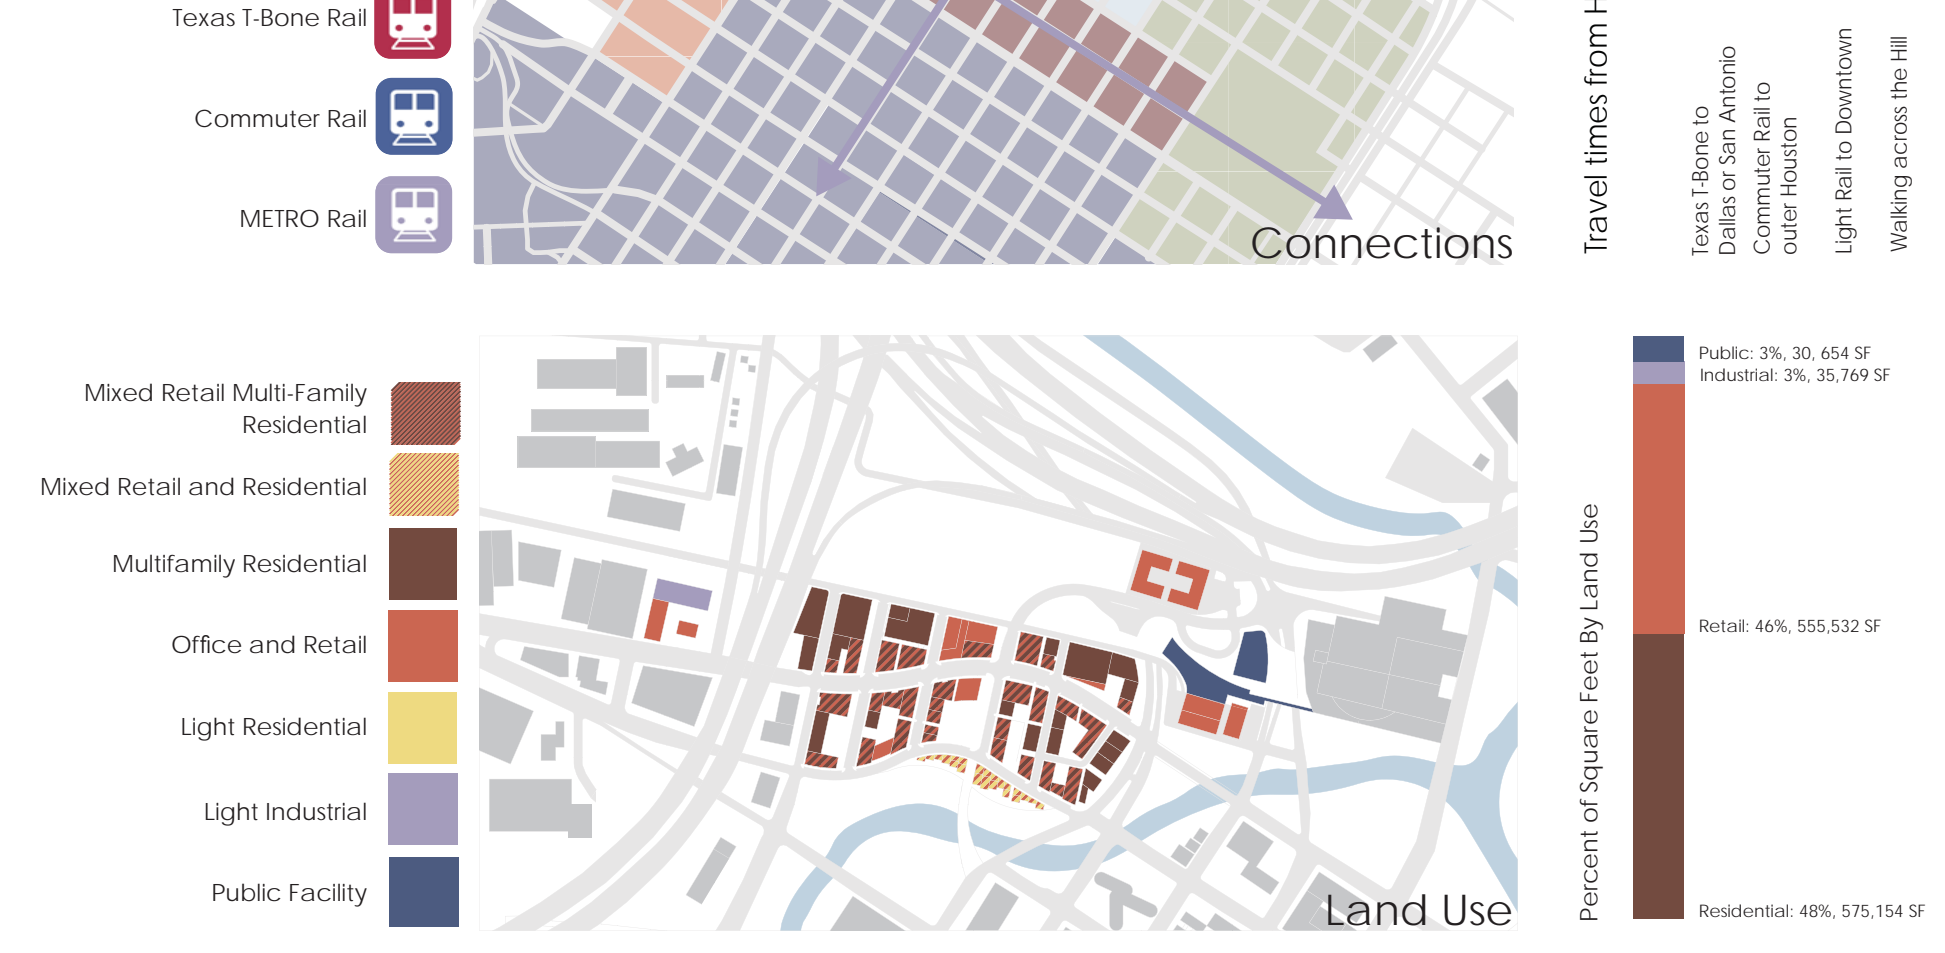 Texas T-Bone Rail
Commuter Rail
METRO Rail
Connections
Travel times from
Texas T-Bone to
Dallas or San Antonio
Commuter Rail to
outer Houston
Light Rail to Downtown
Walking across the Hill
Mixed Retail Multi-Family
Residential
Mixed Retail and Residential
Multifamily Residential
Office and Retail
Light Residential
Light Industrial
Public Facility
Land Use
Percent of Square Feet By Land Use
Public: 3%, 30, 654 SF
Industrial: 3%, 35,769 SF
Retail: 46%, 555,532 SF
Residential: 48%, 575,154 SF